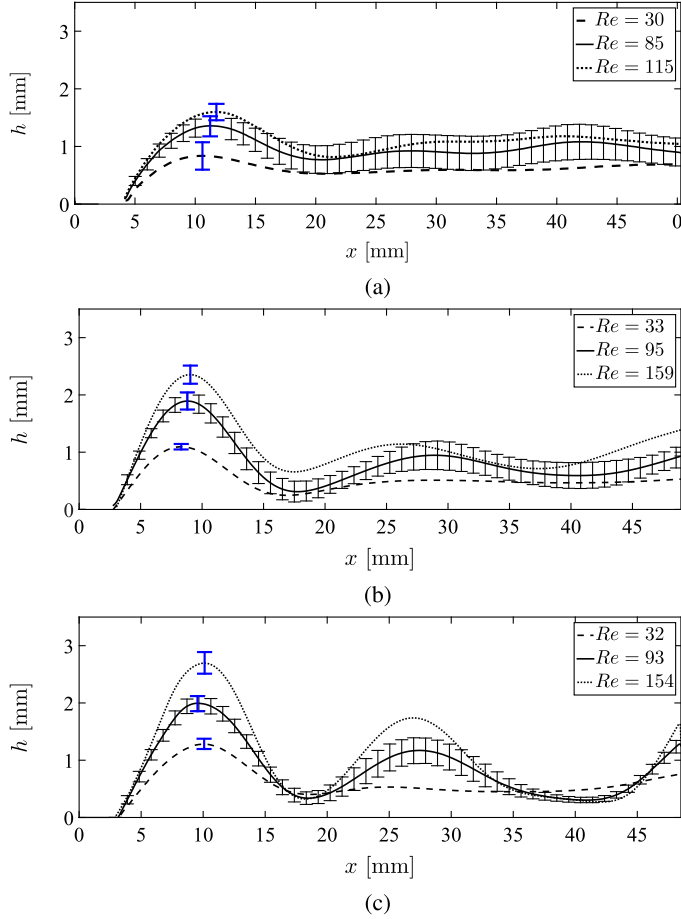 3
2
1
0
h [mm]
Re = 30
Re = 85
Re = 115
0 5 10 15 20 25 30 35 40 45 0
x [mm]
(a)
3
2
1
0
h [mm]
Re = 33
Re = 95
Re = 159
0 5 10 15 20 25 30 35 40 45
x [mm]
(b)
3
2
1
0
h [mm]
Re = 32
Re = 93
Re = 154
0 5 10 15 20 25 30 35 40 45
x [mm]
(c)